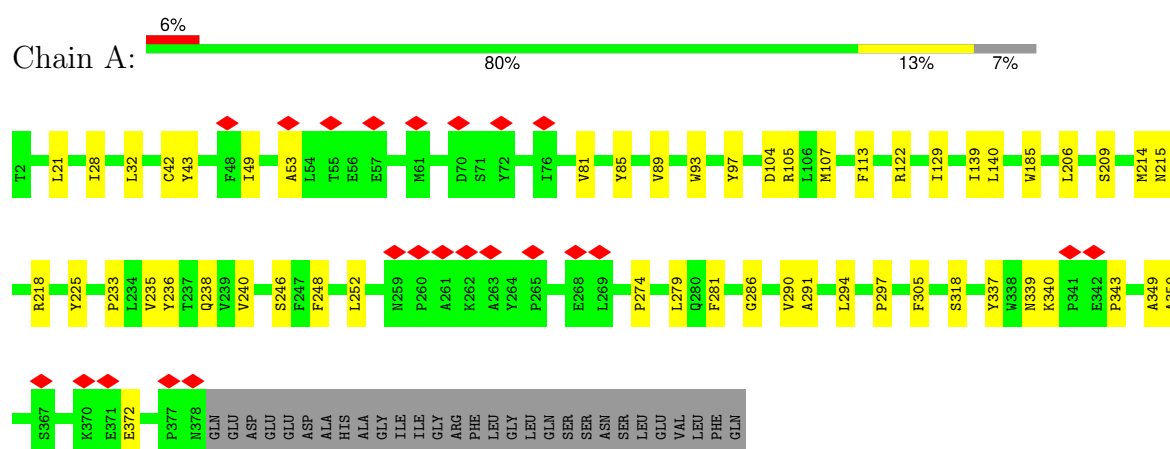 6%
Chain A:
80% 13% 7%
T2 L21 I28 L32 C42 Y43 F48 I49 A53 L54 T55 E56 E57 M61 D70 S71 Y72 I76 V81 Y85 V89 W93 Y97 D104 R105 L106 M107 F113 R122 I129 I139 L140 W185 L206 S209 M214 N215
R218 Y225 P233 L234 V235 Y236 T237 Q238 V239 V240 S246 F247 F248 L252 N259 P260 A261 K262 A263 Y264 P265 E268 L269 P274 L279 Q280 F281 G286 V290 A291 L294 P297 F305 S318 Y337 W338 N339 K340 P341 E342 P343 A349
S367 K370 E371 E372 P377 N378 GLN GLU ASP GLU GLU ASP ALA HIS ALA GLY ILE ILE GLY ARG PHE LEU GLY LEU GLN SER SER ASN SER LEU GLU VAL LEU PHE GLN